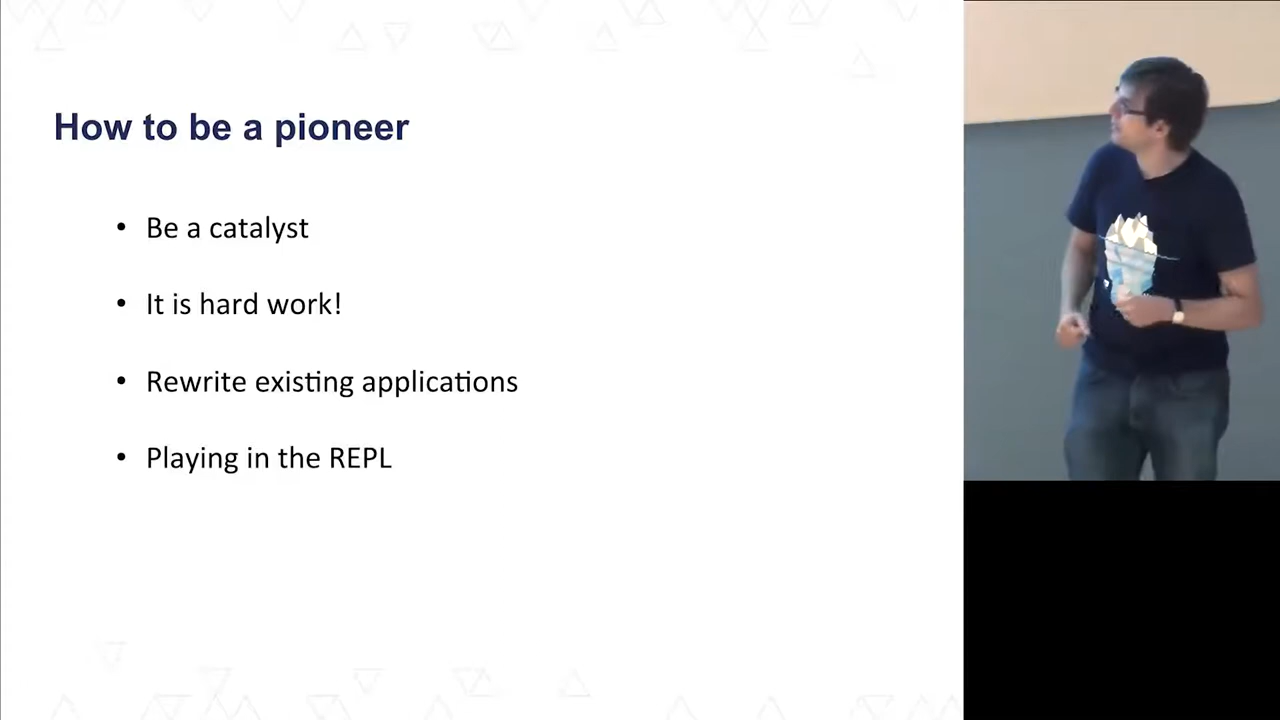 How to be a pioneer
• Be a catalyst
• It is hard work!
• Rewrite existing applications
• Playing in the REPL